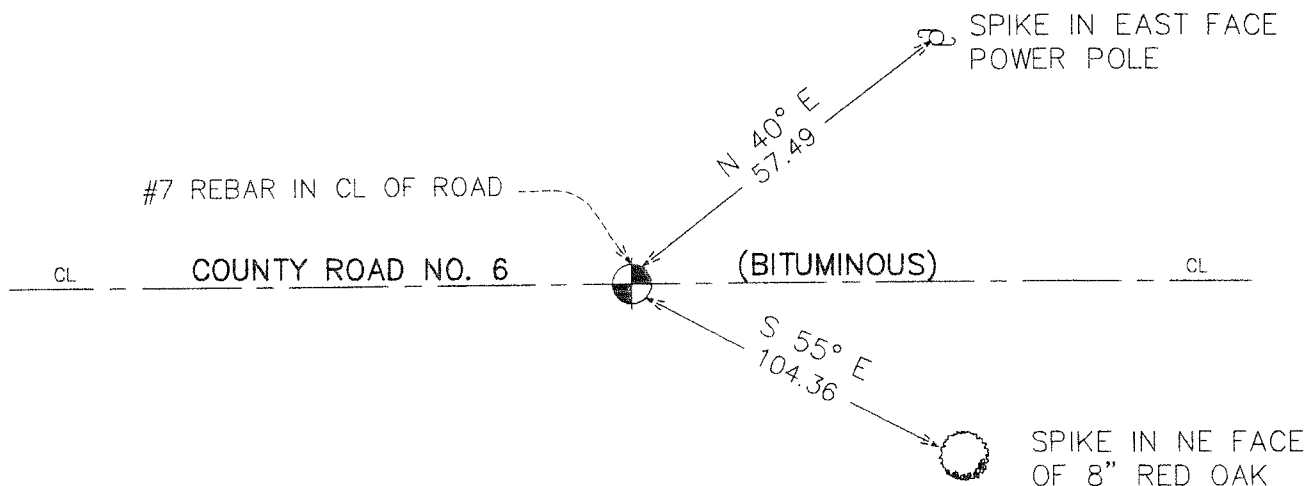 SPIKE IN EAST FACE
POWER POLE
N 40° E
57.49
#7 REBAR IN CL OF ROAD
CL
COUNTY ROAD NO. 6
(BITUMINOUS)
CL
S 55° E
104.36
SPIKE IN NE FACE
OF 8" RED OAK